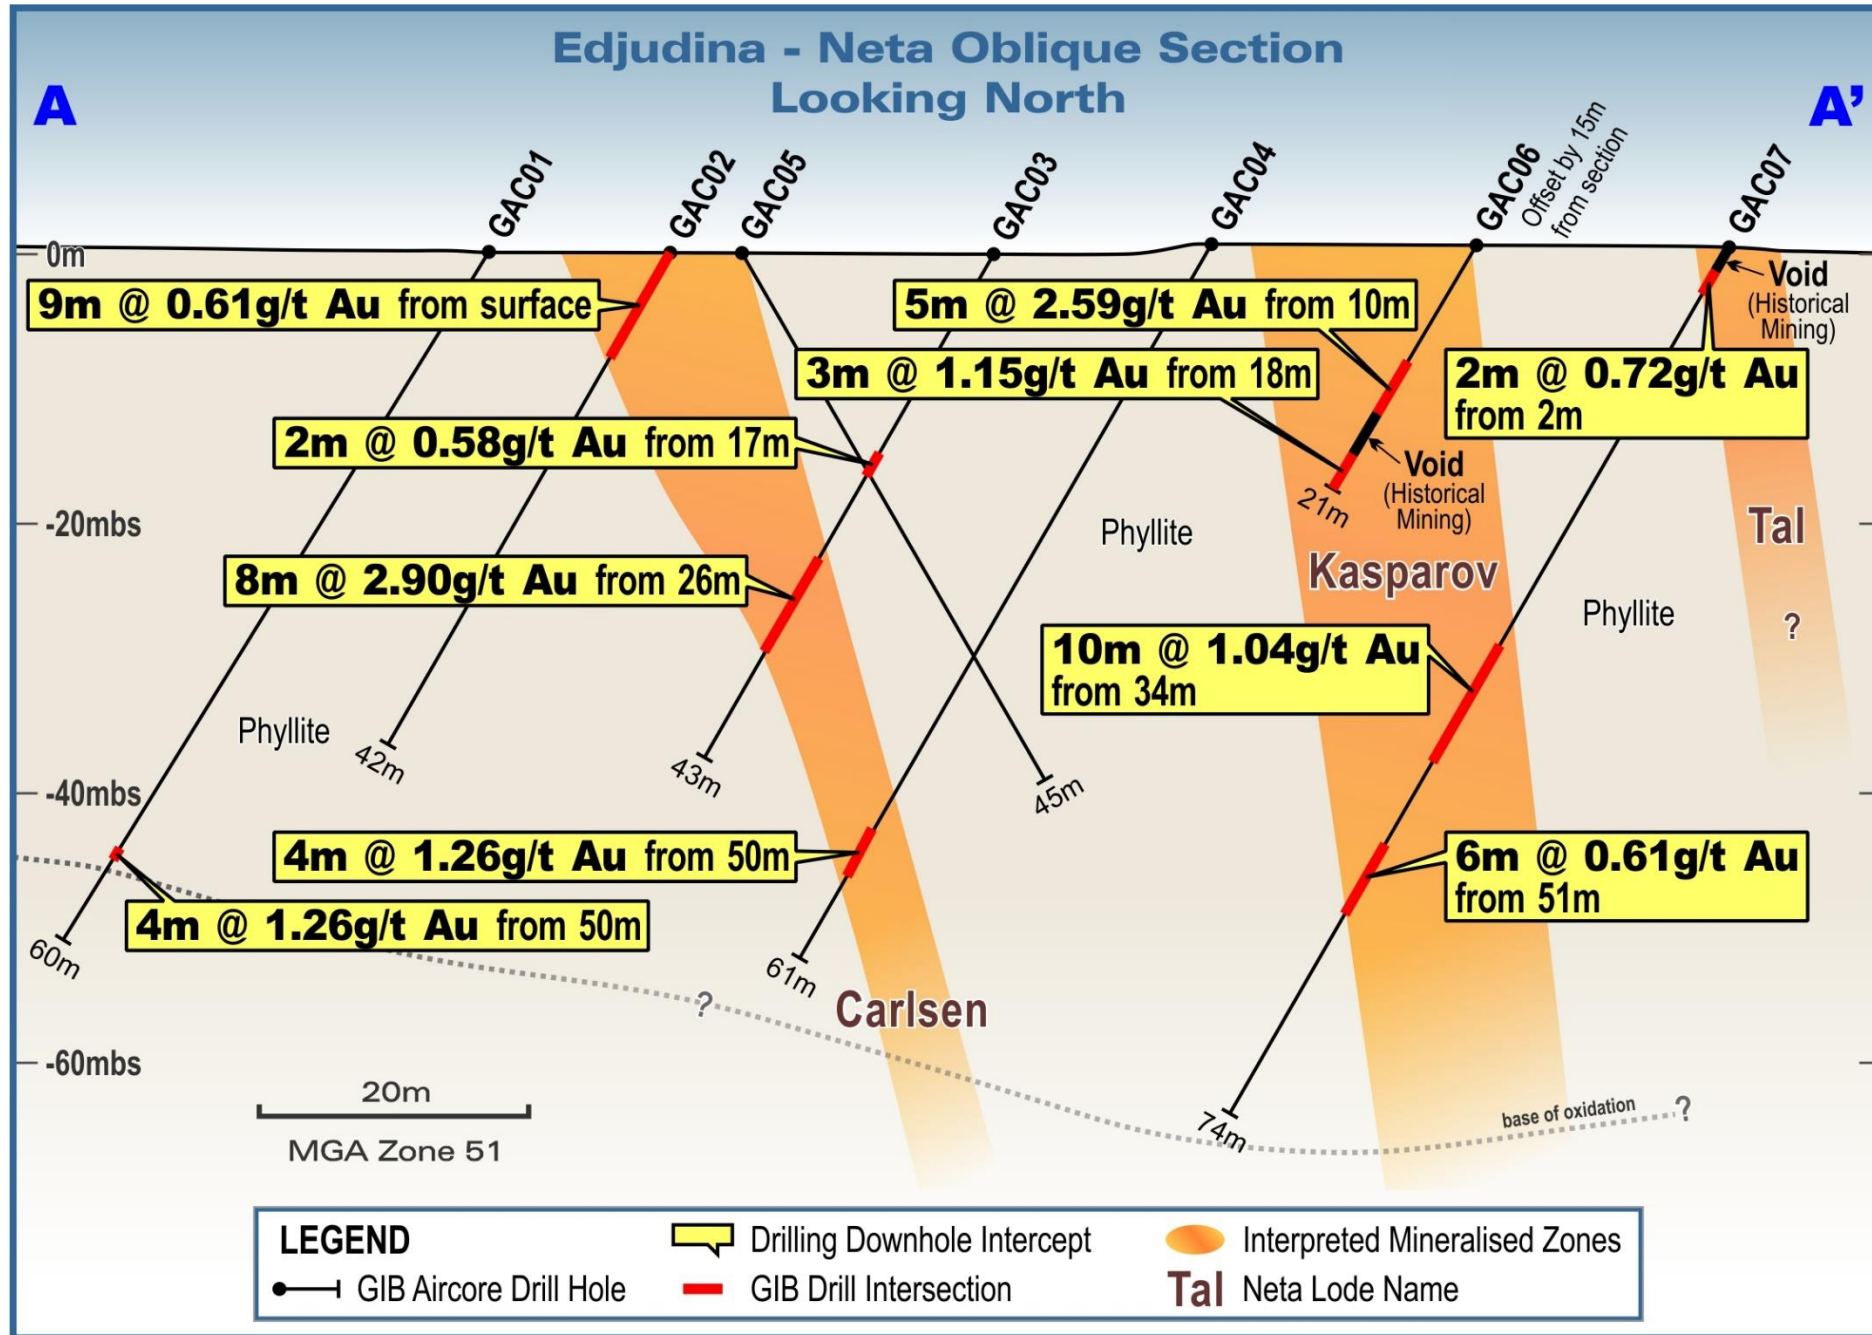 Edjudina - Neta Oblique Section
Looking North
A
A’
GAC01
GAC02
GAC05
GAC03
GAC04
GAC06
Offset by 15m
from section
GAC07
0m
9m @ 0.61g/t Au from surface
5m @ 2.59g/t Au from 10m
Void
(Historical
Mining)
3m @ 1.15g/t Au from 18m
2m @ 0.72g/t Au
from 2m
2m @ 0.58g/t Au from 17m
Void
(Historical
Mining)
21m
-20mbs
Phyllite
Tal
Kasparov
8m @ 2.90g/t Au from 26m
Phyllite
?
10m @ 1.04g/t Au
from 34m
Phyllite
42m
43m
45m
-40mbs
4m @ 1.26g/t Au from 50m
6m @ 0.61g/t Au
from 51m
4m @ 1.26g/t Au from 50m
60m
61m
?
Carlsen
-60mbs
20m
MGA Zone 51
74m
base of oxidation ?
LEGEND
Drilling Downhole Intercept
Interpreted Mineralised Zones
GIB Aircore Drill Hole
GIB Drill Intersection
Tal Neta Lode Name